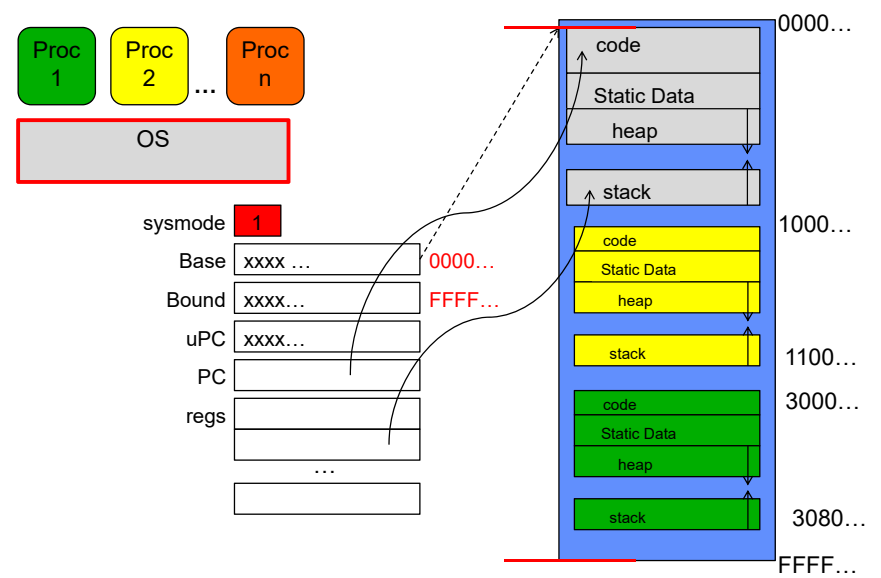 Proc
1
Proc
2
...
Proc
n
OS
sysmode 1
Base xxxx ... 0000...
Bound xxxx... FFFF...
uPC xxxx...
PC
regs
...
0000...
code
Static Data
heap
stack
1000...
code
Static Data
heap
stack
1100...
3000...
code
Static Data
heap
stack
3080...
FFFF...